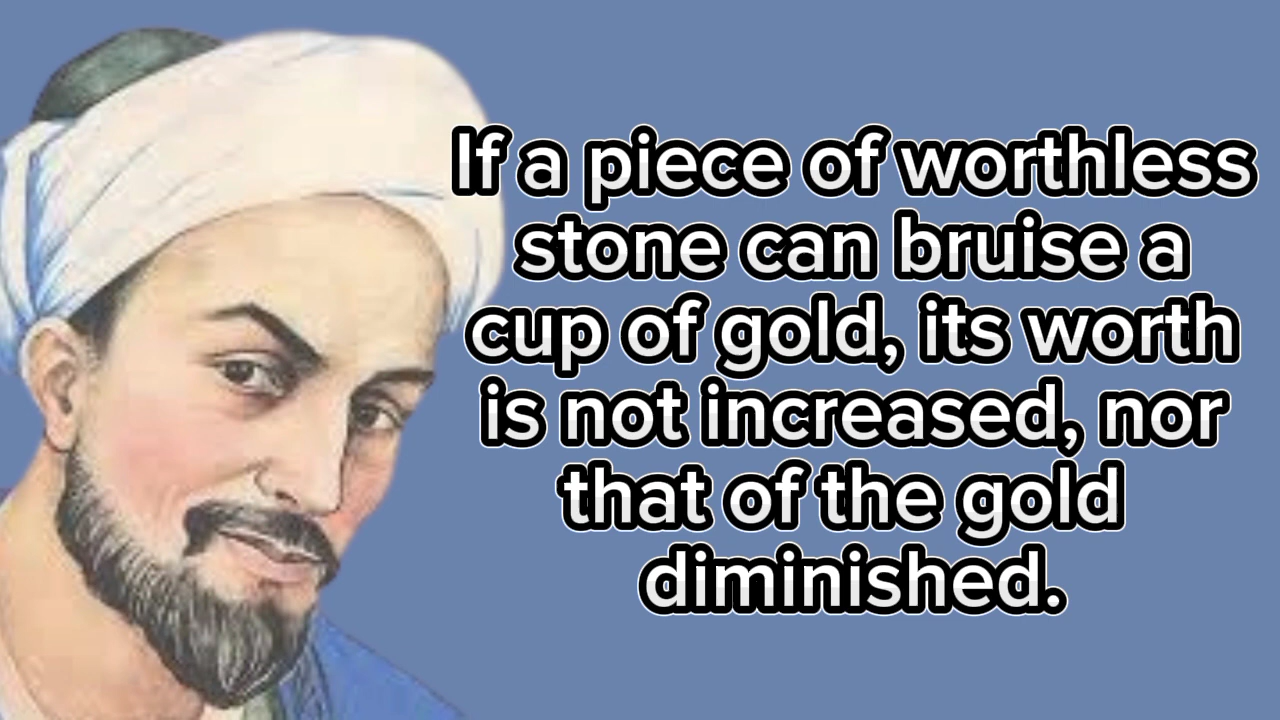 If a piece of worthless
stone can bruise a
cup of gold, its worth
is not increased, nor
that of the gold
diminished.